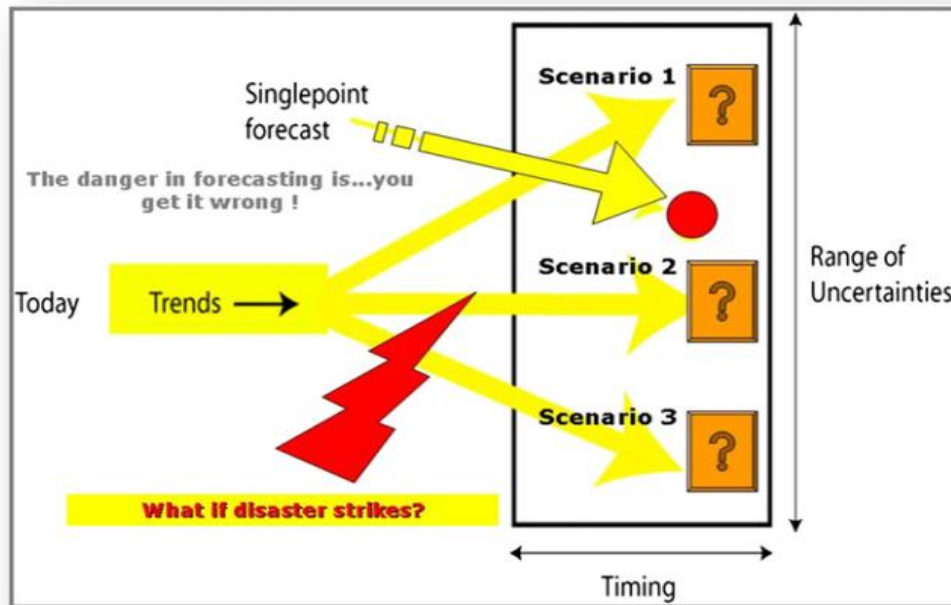 Scenario 1
?
Singlepoint
forecast
The danger in forecasting is...you
get it wrong !
Scenario 2
?
Range of
Uncertainties
Today
Trends
Scenario 3
?
What if disaster strikes?
Timing